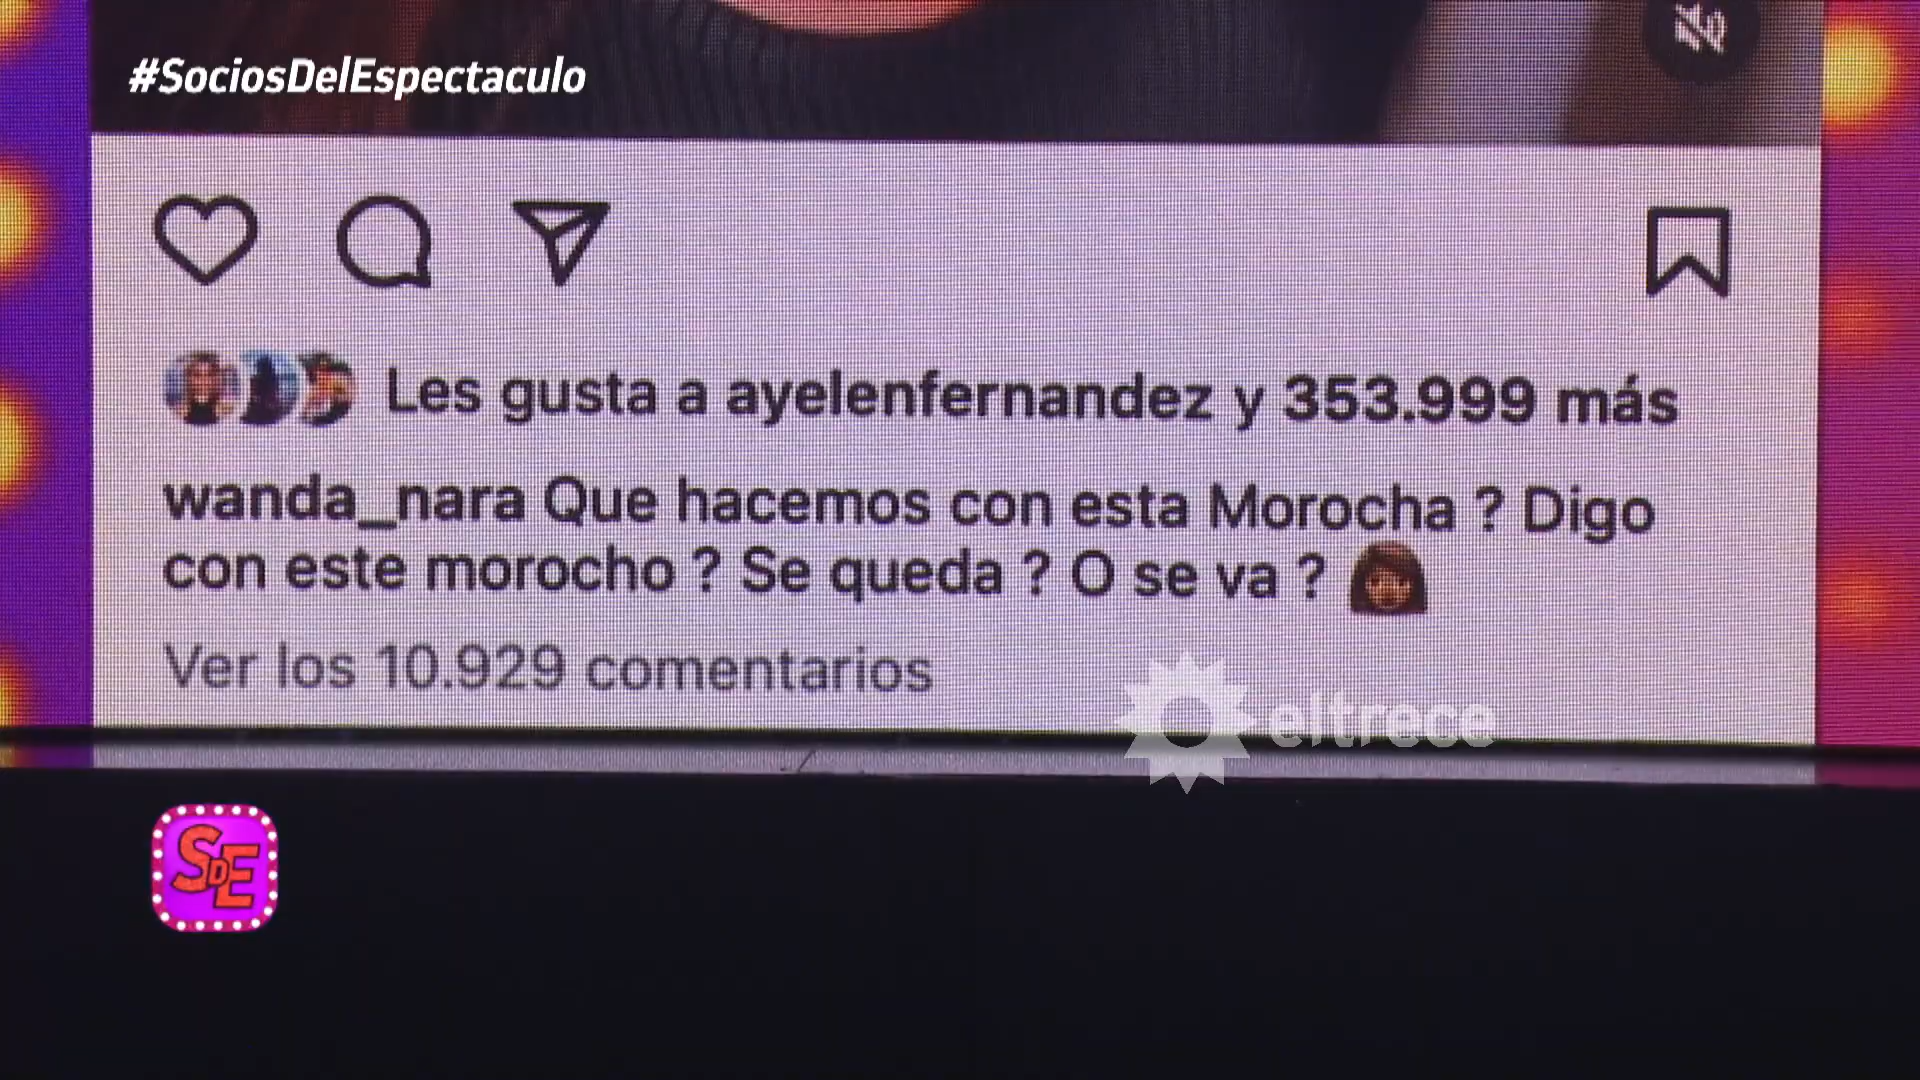 #SociosDelEspectaculo
Les gusta a ayelenfernandez y 353.999 más
wanda_nara Que hacemos con esta Morocha ? Digo
con este morocho ? Se queda ? O se va ?
Ver los 10.929 comentarios
eltrece
SDE